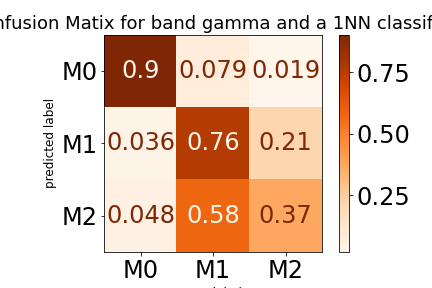 nfusion Matix for band gamma and a 1NN classif
predicted label
M0 0.9 0.079 0.019
M1 0.036 0.76 0.21
M2 0.048 0.58 0.37
M0 M1 M2
0.75
0.50
0.25